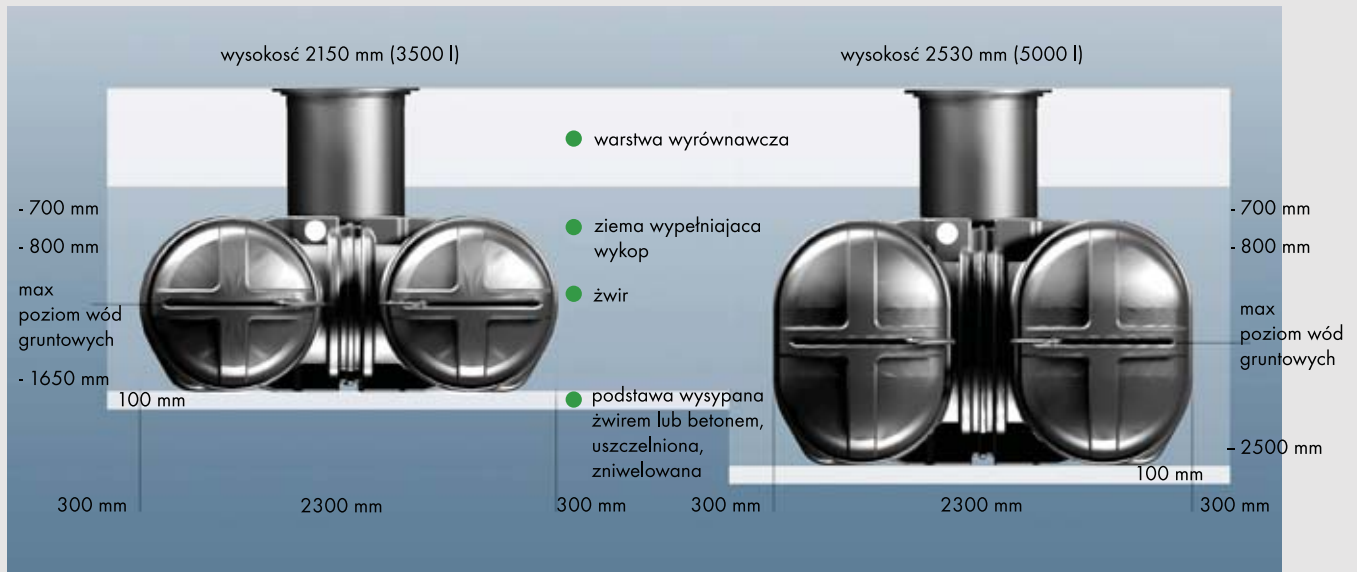 wysokosć 2150 mm (3500 l)
wysokosć 2530 mm (5000 l)
warstwa wyrównawcza
- 700 mm
- 800 mm
max
poziom wód
gruntowych
- 1650 mm
100 mm
ziema wypełniajaca
wykop
żwir
podstawa wysypana
żwirem lub betonem,
uszczelniona,
zniwelowana
- 700 mm
- 800 mm
max
poziom wód
gruntowych
- 2500 mm
100 mm
300 mm
2300 mm
300 mm
300 mm
2300 mm
300 mm